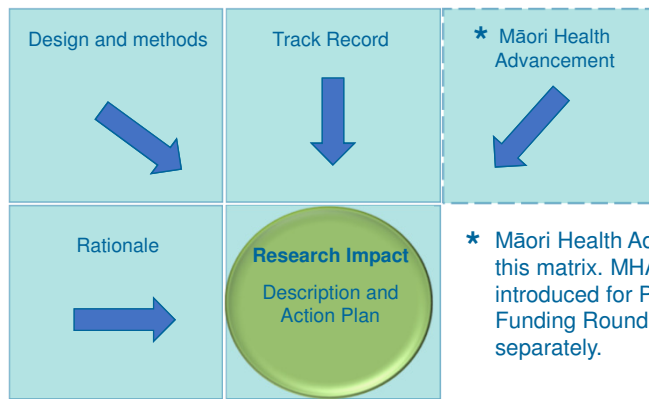 Design and methods
Track Record
* Māori Health
Advancement
Rationale
Research Impact
Description and
Action Plan
* Māori Health
this matrix.
introduced for
Funding Round
separately.